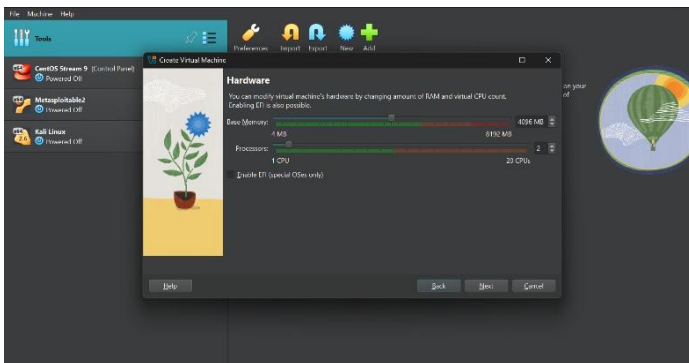 File Machine Help
Tools
Preferences Import Export New Add
CentOS Stream 9 (Control Panel)
Powered Off
Metasploitable2
Powered Off
Kali Linux
Powered Off
Create Virtual Machine
Hardware
You can modify virtual machine's hardware by changing amount of RAM and virtual CPU count.
Enabling EFI is also possible.
Base Memory: 4096 MB
4 MB 8192 MB
Processors: 2
1 CPU 20 CPUs
Enable EFI (special OSes only)
Help Back Next Cancel
on your
of